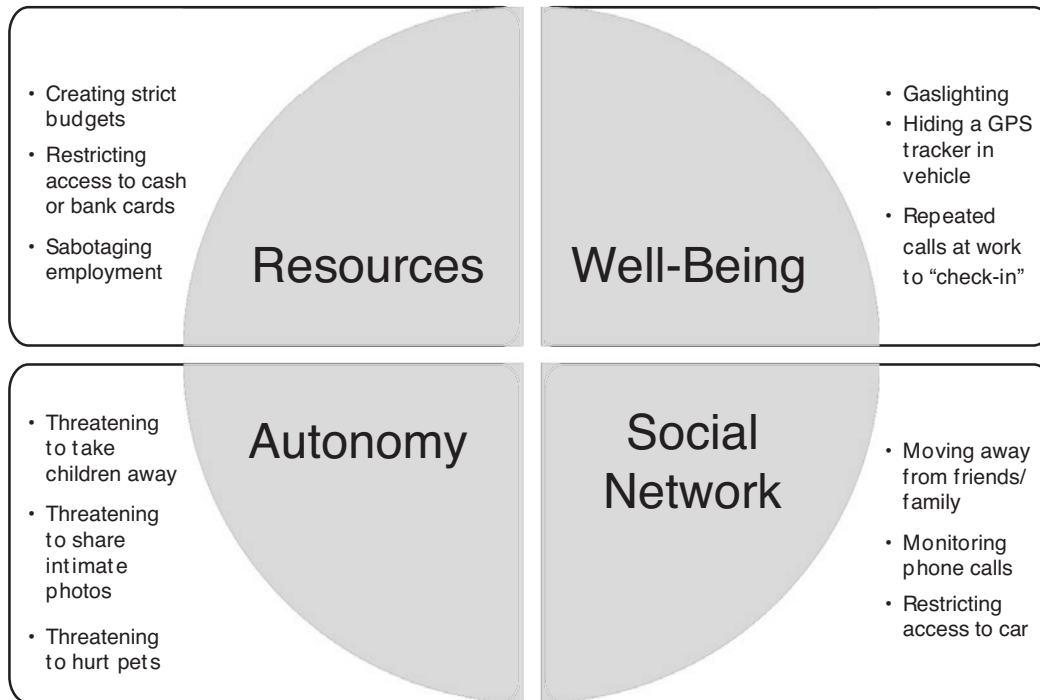 • Creating strict
budgets
• Restricting
access to cash
or bank cards
• Sabotaging
employment
Resources
• Gaslighting
• Hiding a GPS
tracker in
vehicle
• Repeated
calls at work
to “check-in”
Well-Being
• Threatening
to take
children away
• Threatening
to share
intimate
photos
• Threatening
to hurt pets
Autonomy
Social
Network
• Moving away
from friends/
family
• Monitoring
phone calls
• Restricting
access to car